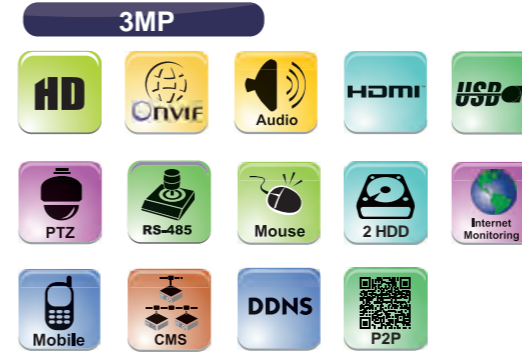 3MP
HD
ONVIF
Audio
HDMI
USB
PTZ
RS-485
Mouse
2 HDD
Internet
Monitoring
Mobile
CMS
DDNS
P2P